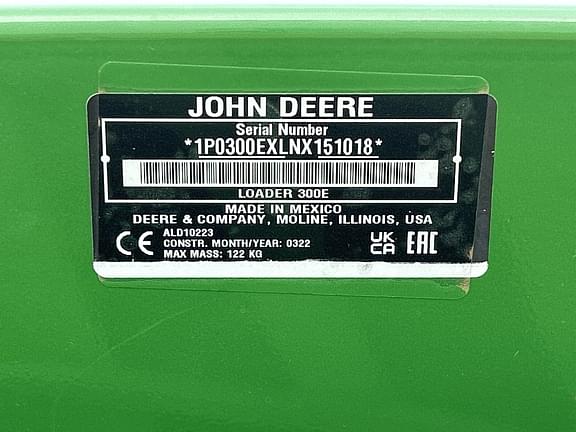 JOHN DEERE
Serial Number
*1P0300EXLNX151018*
LOADER 300E
MADE IN MEXICO
DEERE & COMPANY, MOLINE, ILLINOIS, USA
ALD10223
CONSTR. MONTH/YEAR: 0322
MAX MASS: 122 KG
CE
UK
CA
EAC